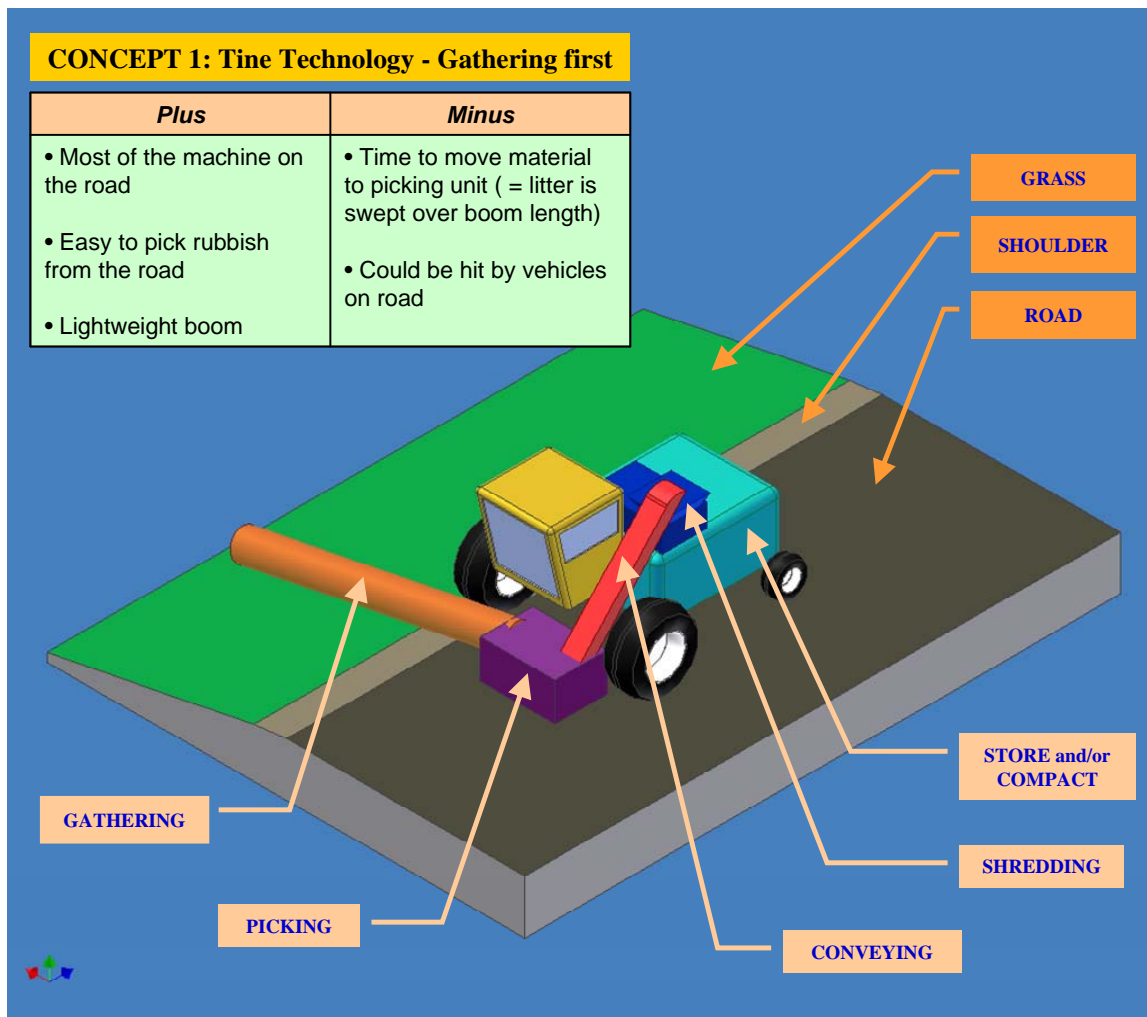 CONCEPT 1: Tine Technology - Gathering first
Plus
Minus
• Most of the machine on
the road
• Easy to pick rubbish
from the road
• Lightweight boom
• Time to move material
to picking unit ( = litter is
swept over boom length)
• Could be hit by vehicles
on road
GRASS
SHOULDER
ROAD
STORE and/or
COMPACT
GATHERING
SHREDDING
PICKING
CONVEYING